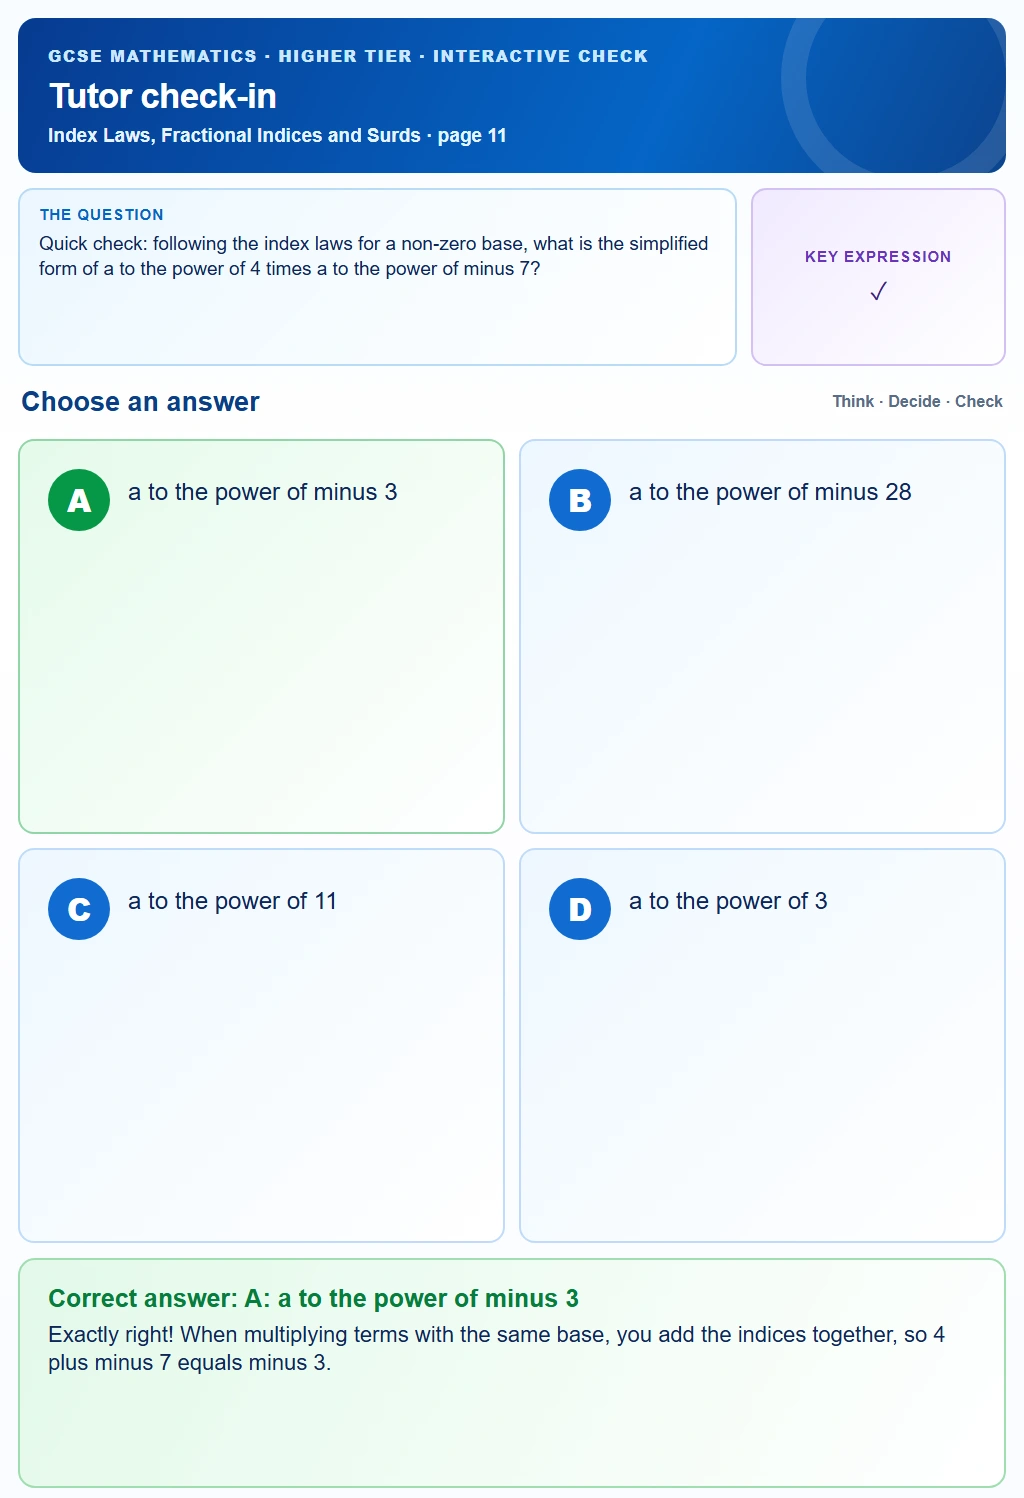 GCSE MATHEMATICS · HIGHER TIER · INTERACTIVE CHECK
Tutor check-in
Index Laws, Fractional Indices and Surds · page 11
THE QUESTION
Quick check: following the index laws for a non-zero base, what is the simplified
form of a to the power of 4 times a to the power of minus 7?
KEY EXPRESSION
✓
Choose an answer
Think · Decide · Check
A a to the power of minus 3
B a to the power of minus 28
C a to the power of 11
D a to the power of 3
Correct answer: A: a to the power of minus 3
Exactly right! When multiplying terms with the same base, you add the indices together, so 4
plus minus 7 equals minus 3.